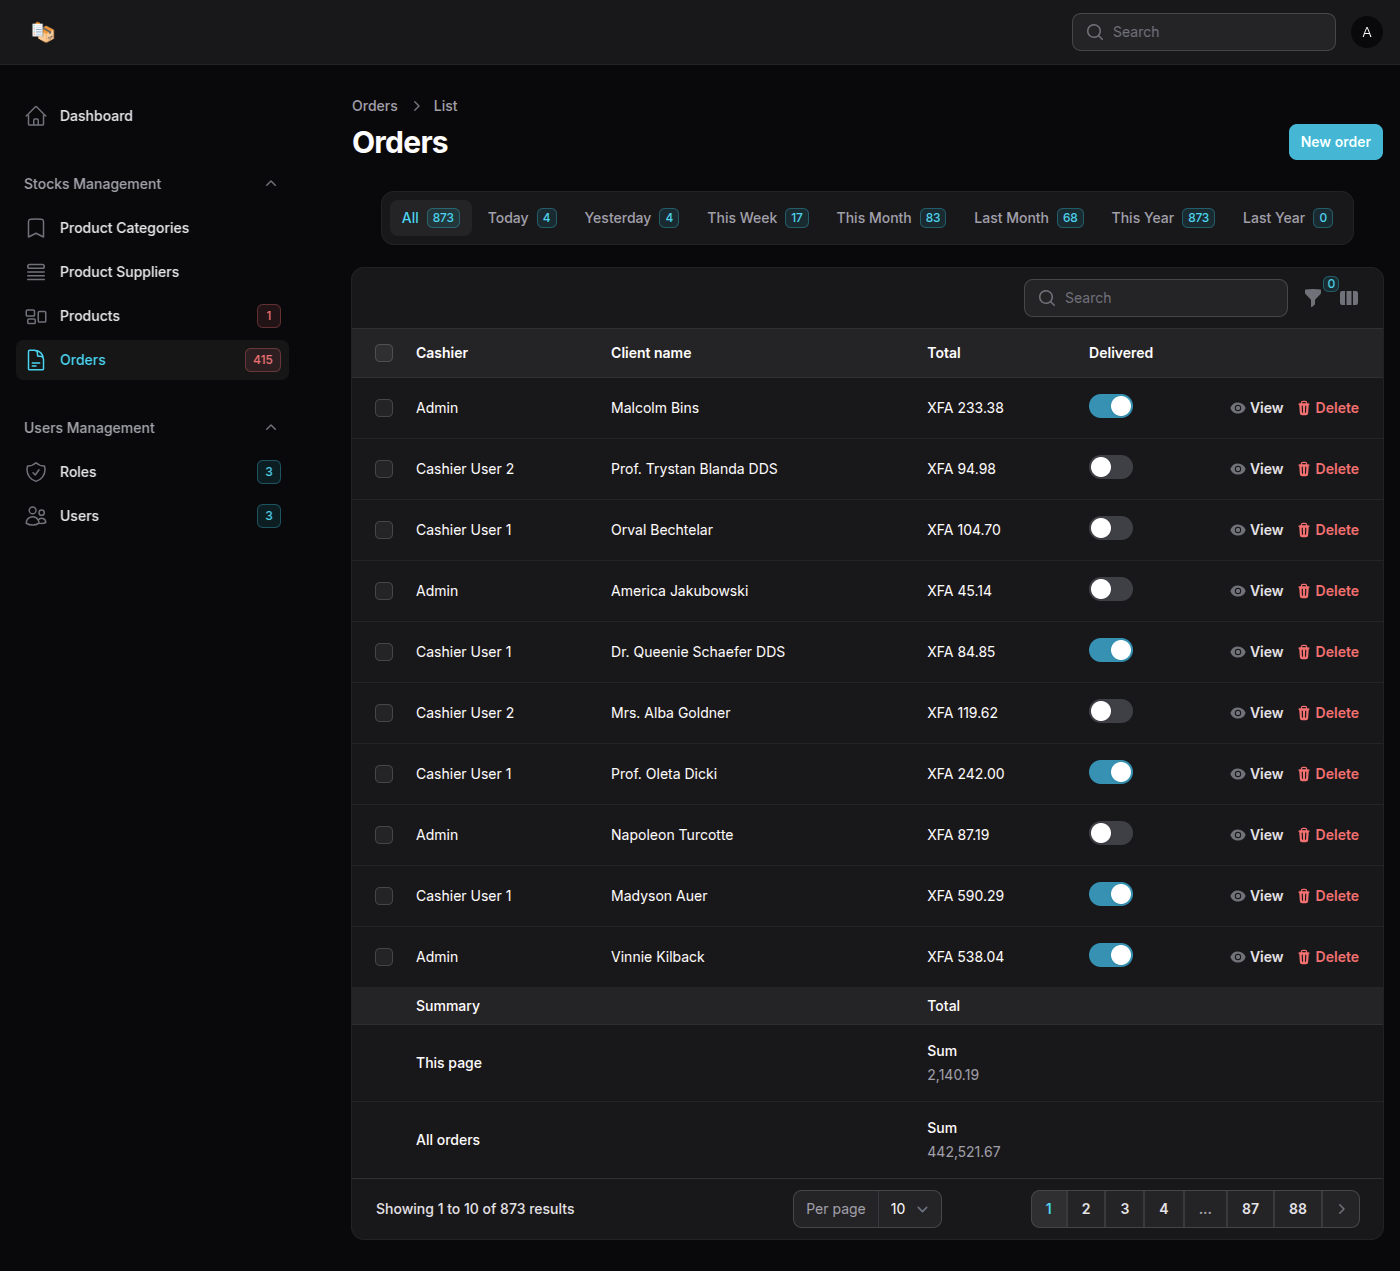 Search
A
Dashboard
Stocks Management
Product Categories
Product Suppliers
Products 1
Orders 415
Users Management
Roles 3
Users 3
Orders > List
Orders
New order
All 873 Today 4 Yesterday 4 This Week 17 This Month 83 Last Month 68 This Year 873 Last Year 0
Search
0
Cashier Client name Total Delivered
Admin Malcolm Bins XFA 233.38 View Delete
Cashier User 2 Prof. Trystan Blanda DDS XFA 94.98 View Delete
Cashier User 1 Orval Bechtelar XFA 104.70 View Delete
Admin America Jakubowski XFA 45.14 View Delete
Cashier User 1 Dr. Queenie Schaefer DDS XFA 84.85 View Delete
Cashier User 2 Mrs. Alba Goldner XFA 119.62 View Delete
Cashier User 1 Prof. Oleta Dicki XFA 242.00 View Delete
Admin Napoleon Turcotte XFA 87.19 View Delete
Cashier User 1 Madyson Auer XFA 590.29 View Delete
Admin Vinnie Kilback XFA 538.04 View Delete
Summary Total
This page Sum
2,140.19
All orders Sum
442,521.67
Showing 1 to 10 of 873 results Per page 10 1 2 3 4 ... 87 88